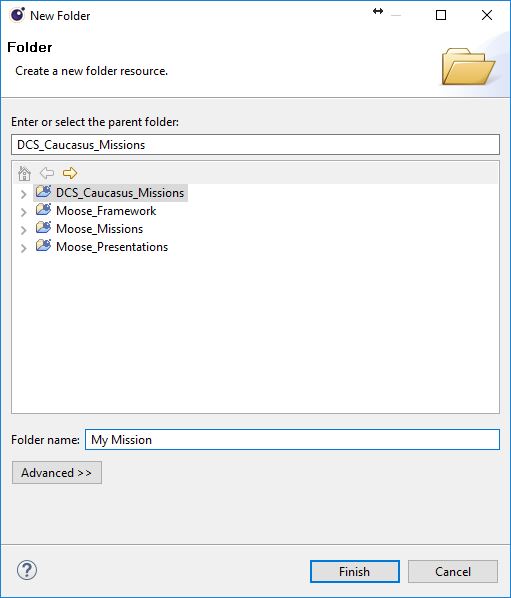 New Folder
Folder
Create a new folder resource.
Enter or select the parent folder:
DCS_Caucasus_Missions
DCS_Caucasus_Missions
Moose_Framework
Moose_Missions
Moose_Presentations
Folder name: My Mission
Advanced >>
? Finish Cancel